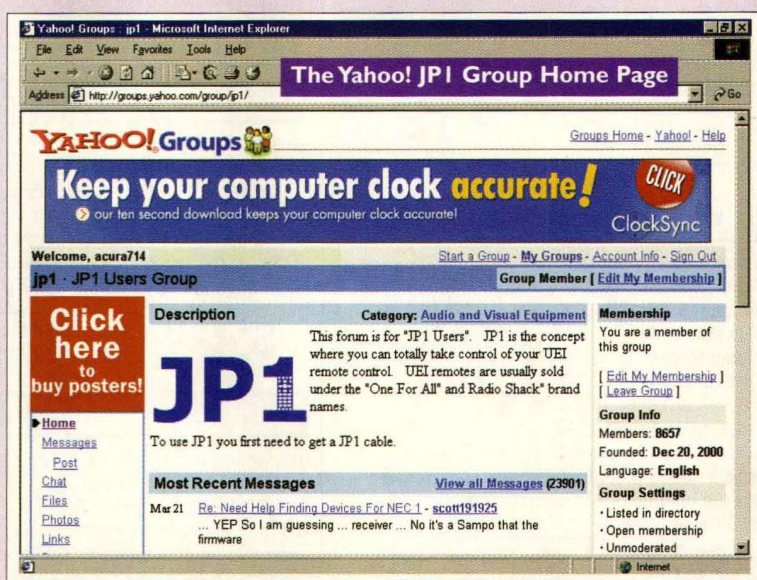 Yahoo! Groups : jp1 - Microsoft Internet Explorer
File Edit View Favorites Tools Help
The Yahoo! JP1 Group Home Page
Address http://groups.yahoo.com/group/jp1/ Go
YAHOO! Groups
Groups Home - Yahoo! - Help
Keep your computer clock accurate!
our ten second download keeps your computer clock accurate!
CLICK
ClockSync
Welcome, acura714
Start a Group - My Groups - Account Info - Sign Out
jp1 · JP1 Users Group
Group Member [ Edit My Membership ]
Click
here
to
buy posters!
Home
Messages
Post
Chat
Files
Photos
Links
Description
Category: Audio and Visual Equipment
JP1
This forum is for "JP1 Users". JP1 is the concept
where you can totally take control of your UEI
remote control. UEI remotes are usually sold
under the "One For All" and Radio Shack" brand
names.
To use JP1 you first need to get a JP1 cable.
Most Recent Messages
View all Messages (23901)
Mar 21 Re: Need Help Finding Devices For NEC 1 - scott191925
... YEP So I am guessing ... receiver ... No it's a Sampo that the
firmware
Membership
You are a member of
this group
[ Edit My Membership ]
[ Leave Group ]
Group Info
Members: 8657
Founded: Dec 20, 2000
Language: English
Group Settings
· Listed in directory
· Open membership
· Unmoderated
Internet